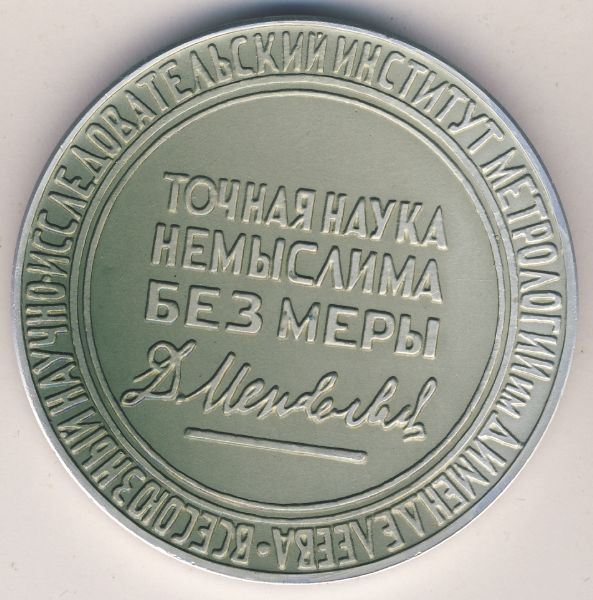 ВСЕСОЮЗНЫЙ НАУЧНО-ИССЛЕДОВАТЕЛЬСКИЙ ИНСТИТУТ МЕТРОЛОГИИ ИМ. Д.И.МЕНДЕЛЕЕВА •
ТОЧНАЯ НАУКА
НЕМЫСЛИМА
БЕЗ МЕРЫ
Д Менделеев